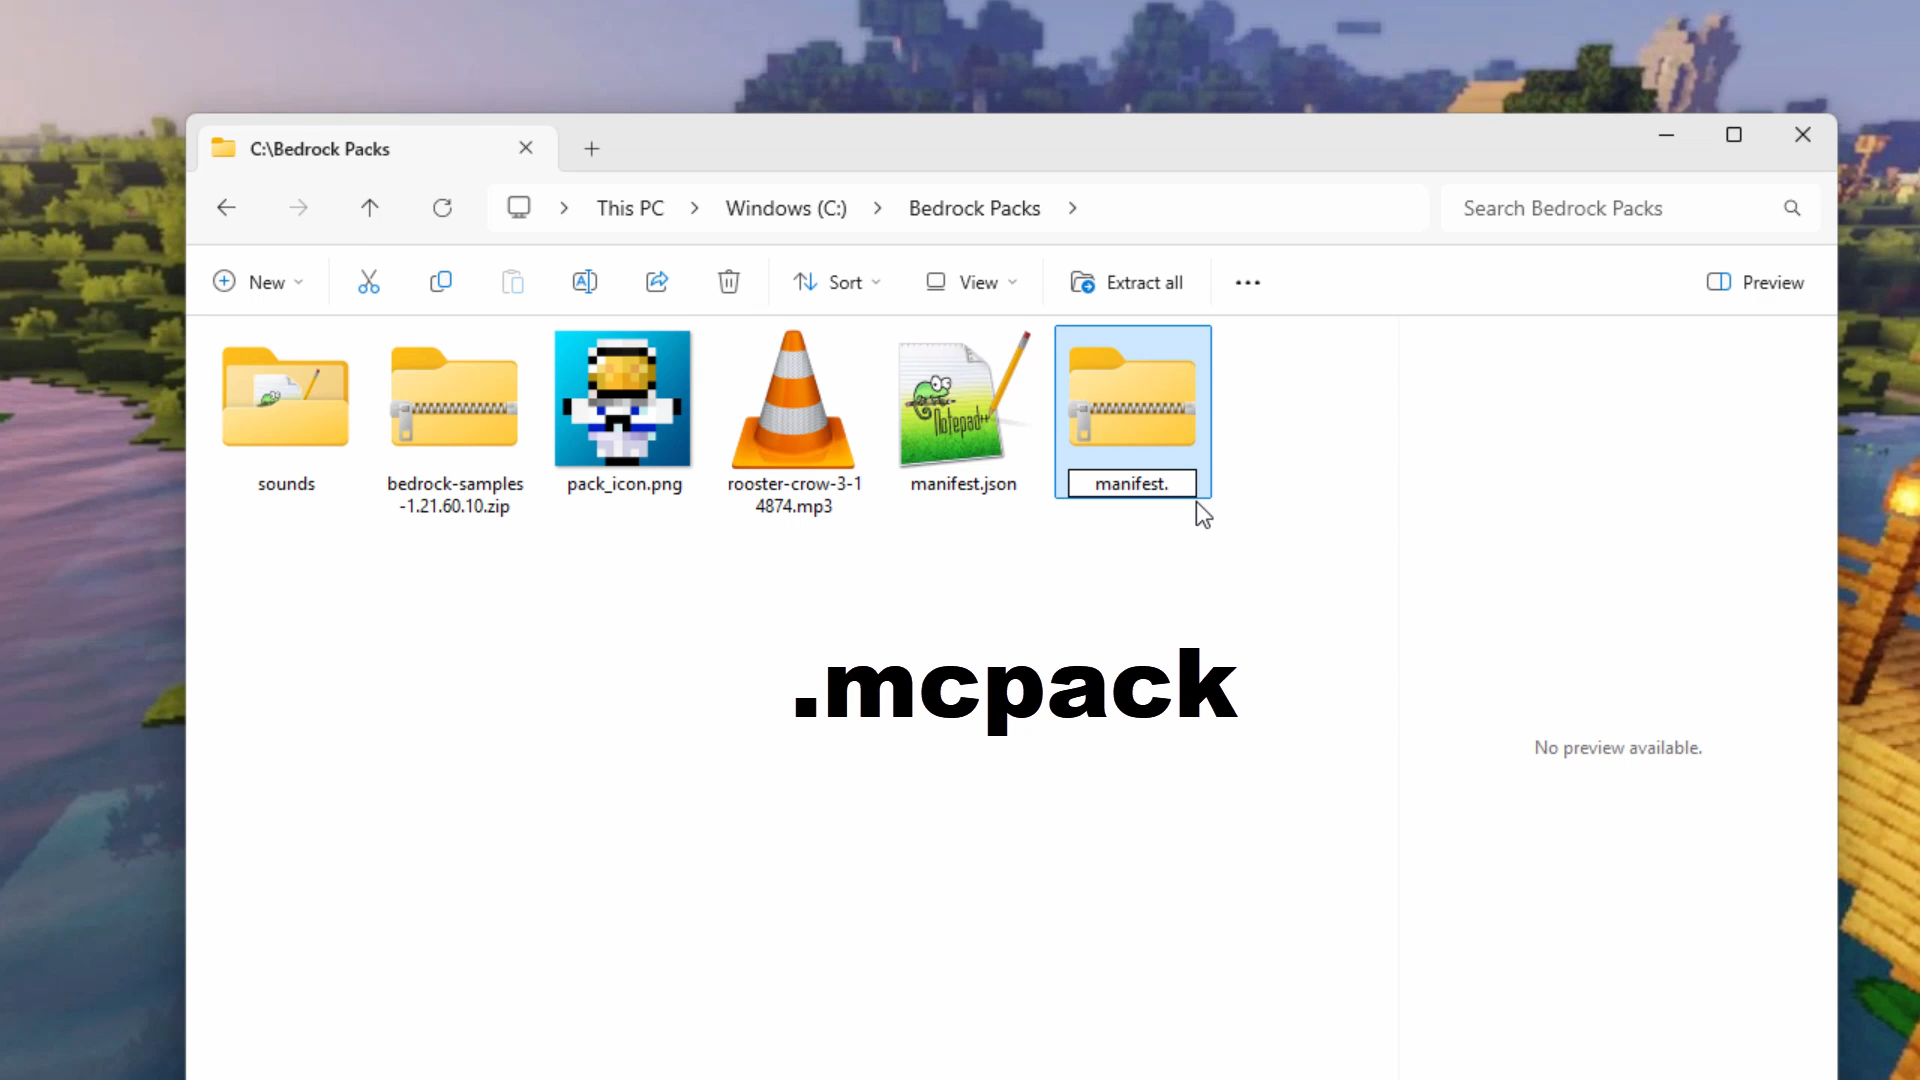 C:\Bedrock Packs
This PC
Windows (C:)
Bedrock Packs
Search Bedrock Packs
New
Sort
View
Extract all
Preview
Notepad++
sounds
bedrock-samples
-1.21.60.10.zip
pack_icon.png
rooster-crow-3-1
4874.mp3
manifest.json
manifest.
.mcpack
No preview available.